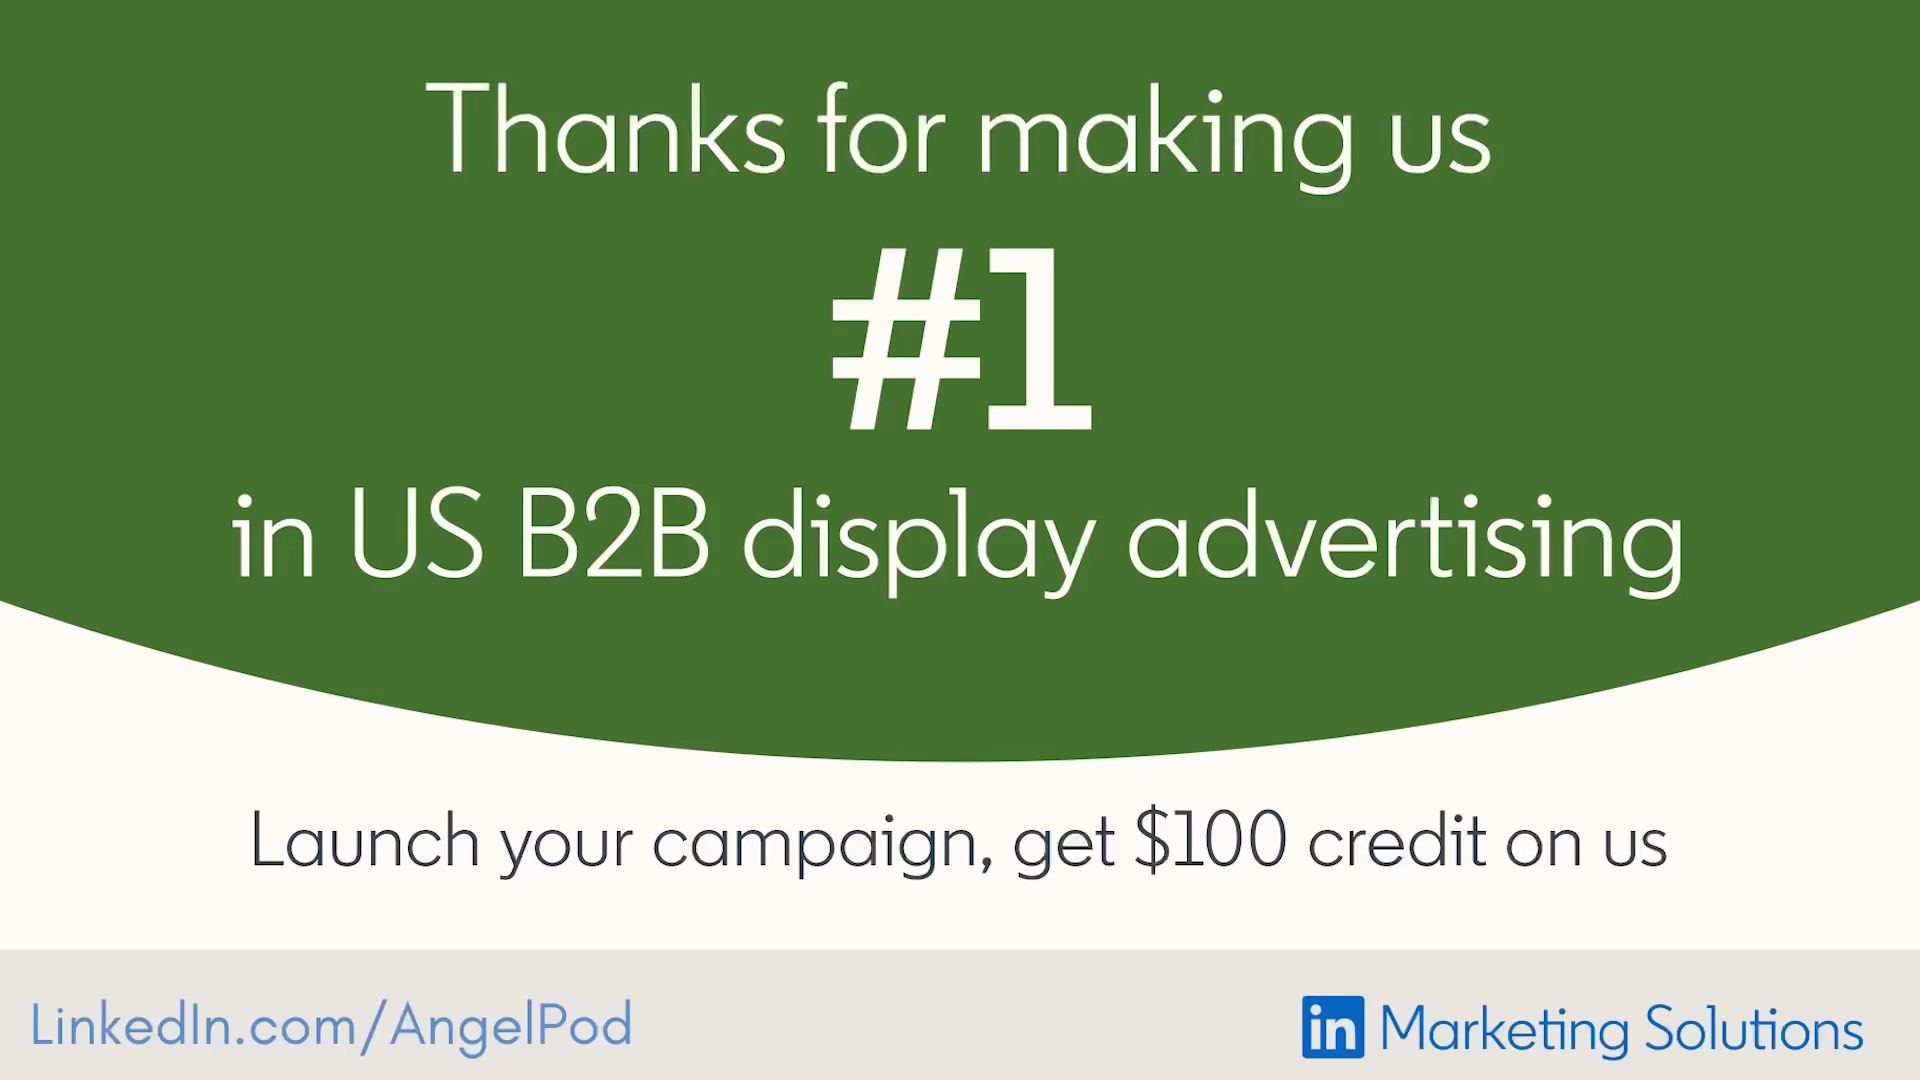 Thanks for making us
#1
in US B2B display advertising
Launch your campaign, get $100 credit on us
LinkedIn.com/AngelPod
in Marketing Solutions